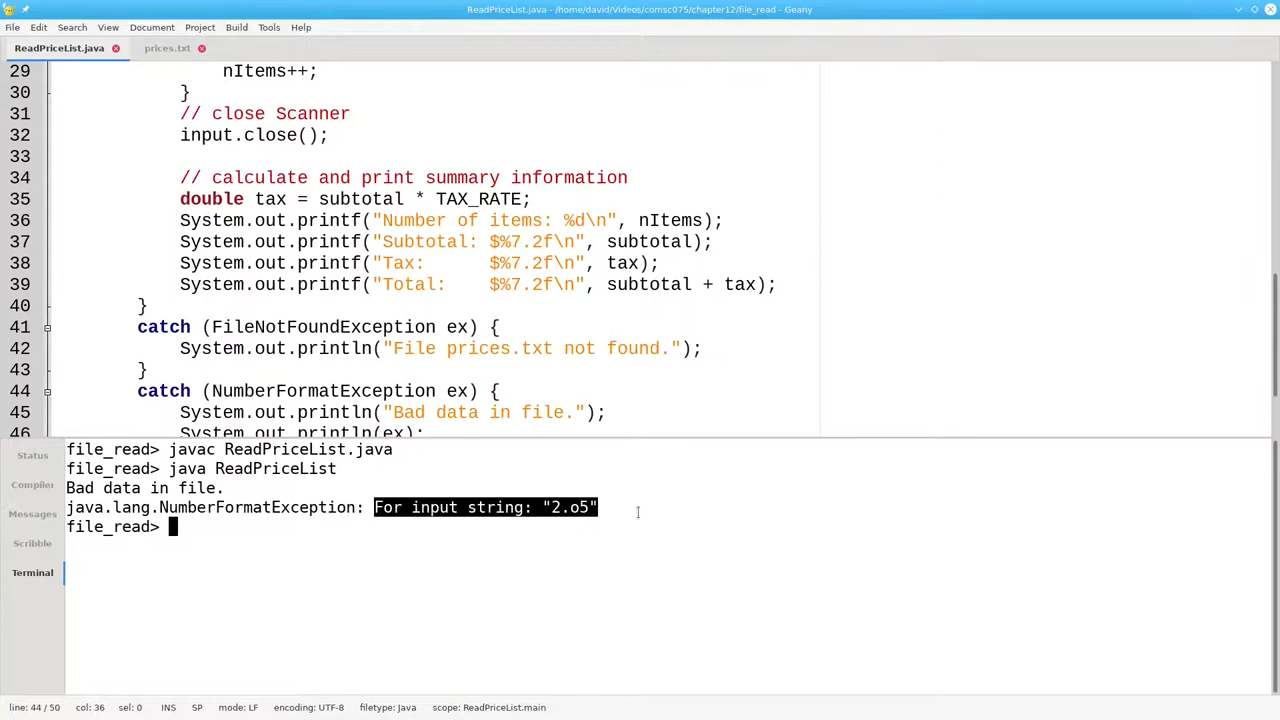 ReadPriceList.java - /home/david/Videos/comsc075/chapter12/file_read - Geany
File Edit Search View Document Project Build Tools Help
ReadPriceList.java prices.txt
29 nItems++;
30 }
31 // close Scanner
32 input.close();
33
34 // calculate and print summary information
35 double tax = subtotal * TAX_RATE;
36 System.out.printf("Number of items: %d\n", nItems);
37 System.out.printf("Subtotal: $%7.2f\n", subtotal);
38 System.out.printf("Tax:      $%7.2f\n", tax);
39 System.out.printf("Total:    $%7.2f\n", subtotal + tax);
40 }
41 catch (FileNotFoundException ex) {
42 System.out.println("File prices.txt not found.");
43 }
44 catch (NumberFormatException ex) {
45 System.out.println("Bad data in file.");
46 System.out.println(ex);
Status
Compiler
Messages
Scribble
Terminal
file_read> javac ReadPriceList.java
file_read> java ReadPriceList
Bad data in file.
java.lang.NumberFormatException: For input string: "2.o5"
file_read>
line: 44 / 50 col: 36 sel: 0 INS SP mode: LF encoding: UTF-8 filetype: Java scope: ReadPriceList.main